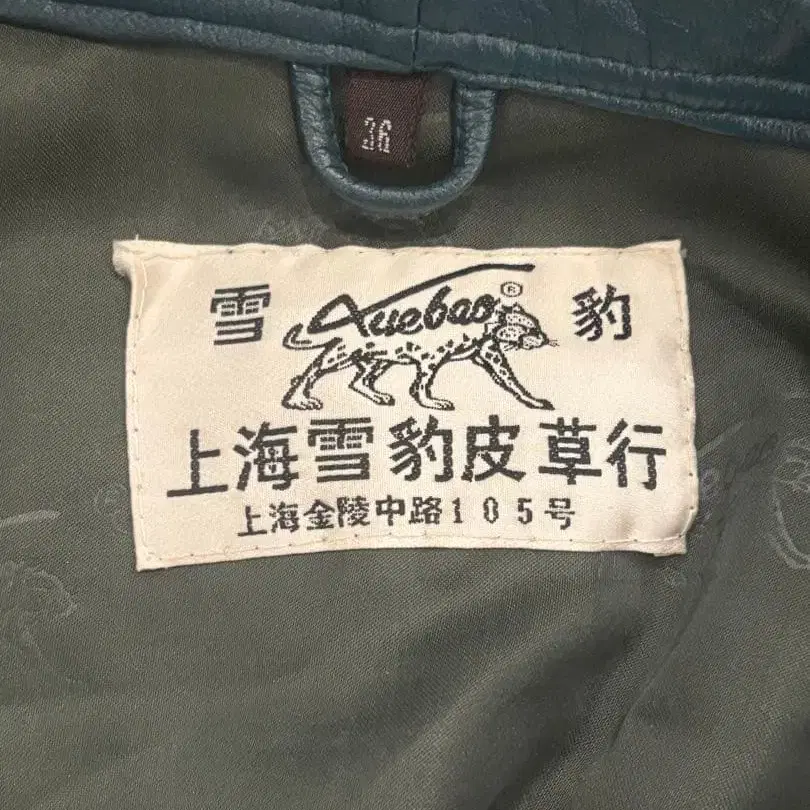 36
雪 Xuebao® 豹
上海雪豹皮草行
上海金陵中路105号